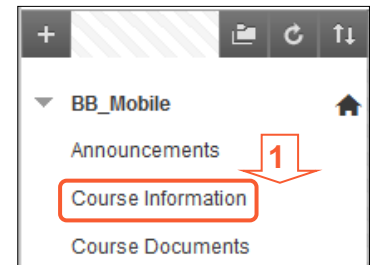 BB_Mobile
Announcements
1
Course Information
Course Documents